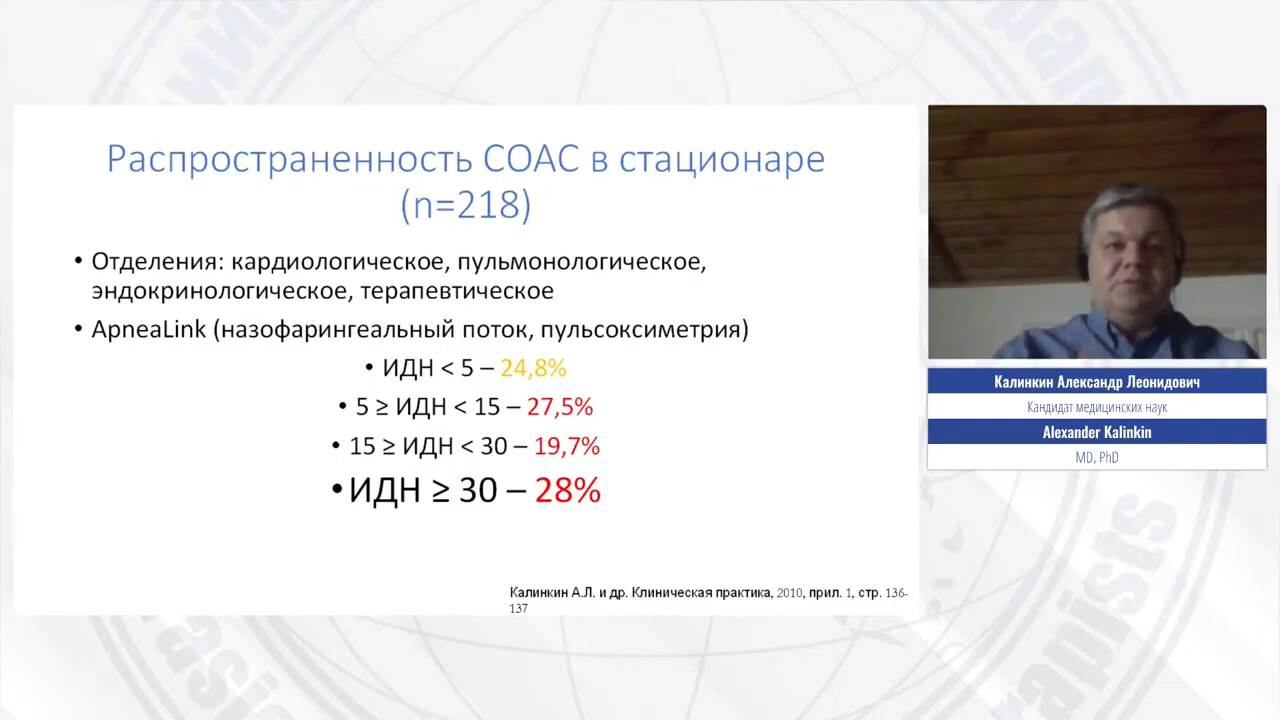 Распространенность СОАС в стационаре
(n=218)
• Отделения: кардиологическое, пульмонологическое,
эндокринологическое, терапевтическое
• ApneaLink (назофарингеальный поток, пульсоксиметрия)
• ИДН < 5 – 24,8%
• 5 ≥ ИДН < 15 – 27,5%
• 15 ≥ ИДН < 30 – 19,7%
• ИДН ≥ 30 – 28%
Калинкин А.Л. и др. Клиническая практика, 2010, прил. 1, стр. 136-
137
Калинкин Александр Леонидович
Кандидат медицинских наук
Alexander Kalinkin
MD, PhD